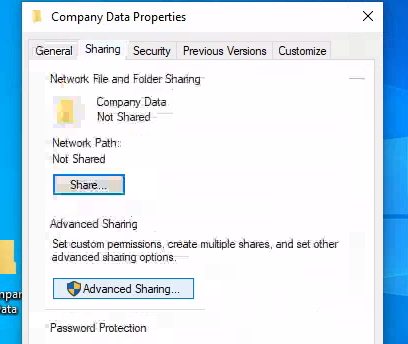 Company Data Properties
General Sharing Security Previous Versions Customize
Network File and Folder Sharing
Company Data
Not Shared
Network Path:
Not Shared
Share...
Advanced Sharing
Set custom permissions, create multiple shares, and set other
advanced sharing options.
Advanced Sharing...
Password Protection